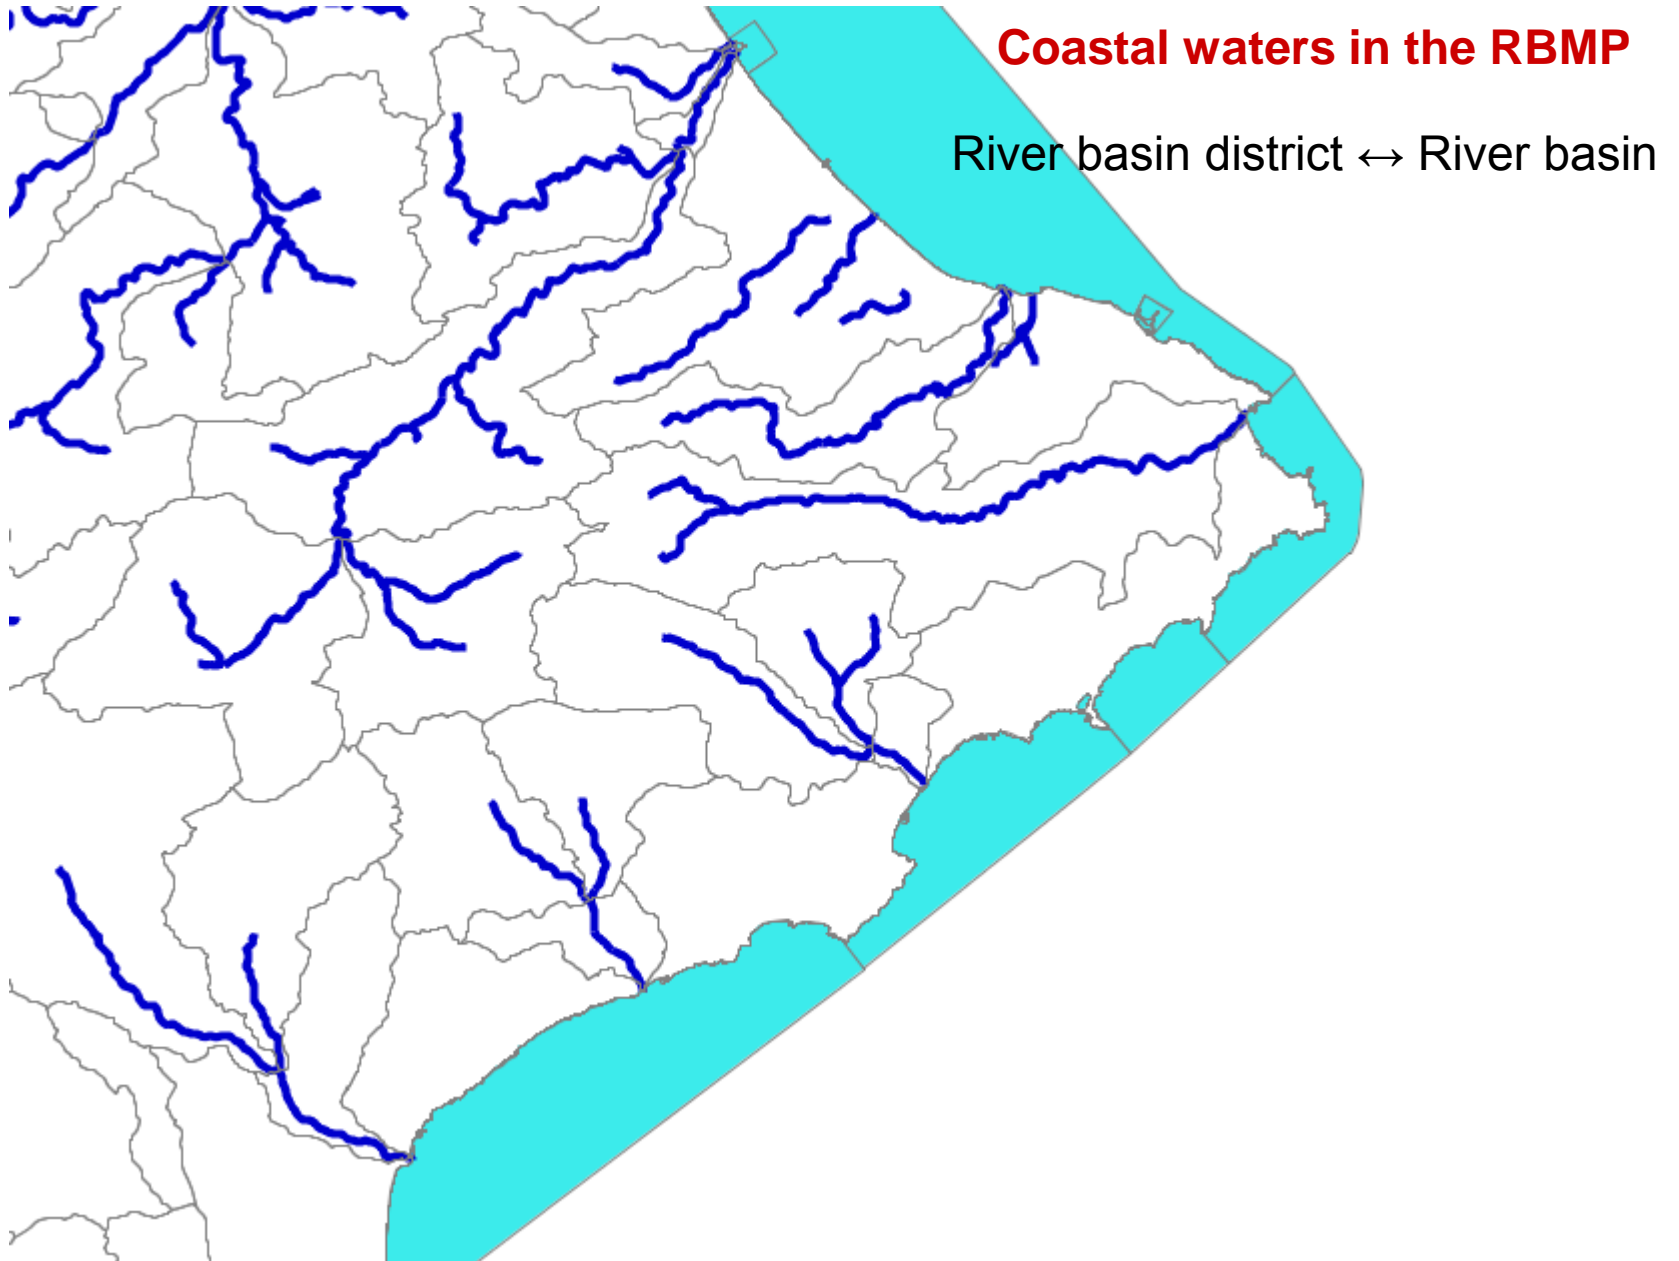 Coastal waters in the RBMP
River basin district ↔ River basin